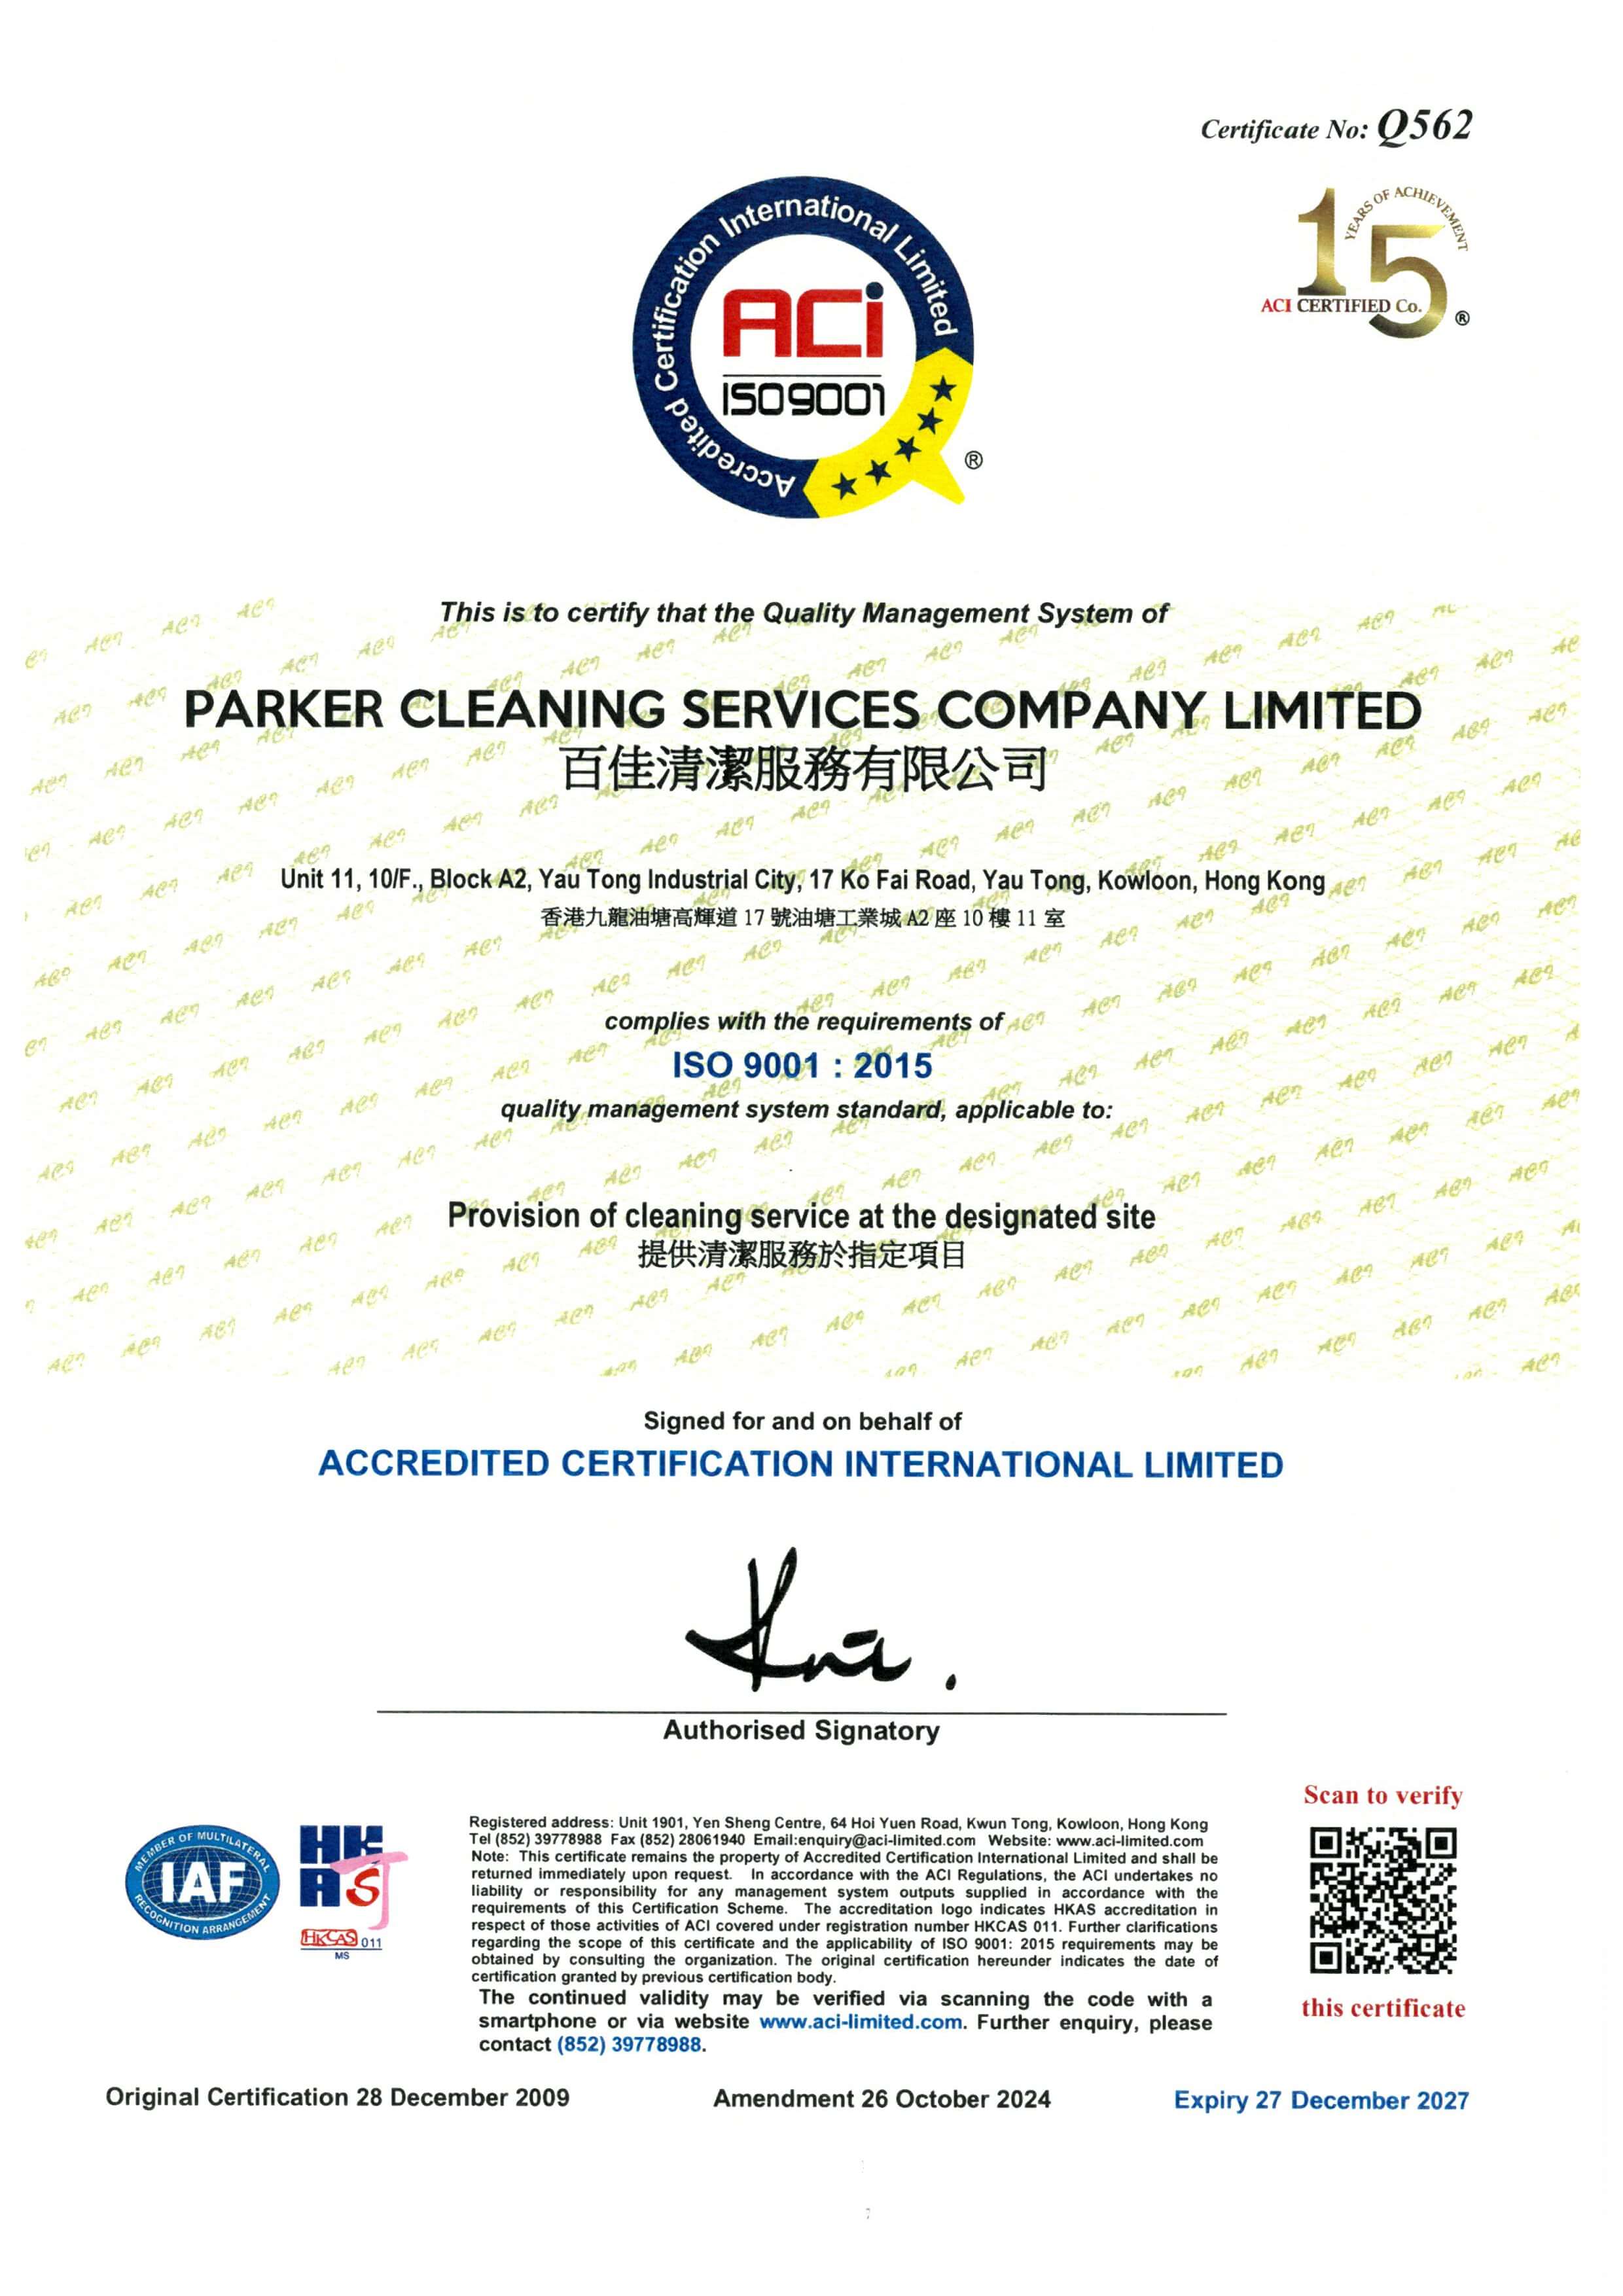 Certificate No: Q562
Accredited Certification International Limited
ACi
ISO9001
®
15
YEARS OF ACHIEVEMENT
ACI CERTIFIED Co.
®
This is to certify that the Quality Management System of
PARKER CLEANING SERVICES COMPANY LIMITED
百佳清潔服務有限公司
Unit 11, 10/F., Block A2, Yau Tong Industrial City, 17 Ko Fai Road, Yau Tong, Kowloon, Hong Kong
香港九龍油塘高輝道 17 號油塘工業城 A2 座 10 樓 11 室
complies with the requirements of
ISO 9001 : 2015
quality management system standard, applicable to:
Provision of cleaning service at the designated site
提供清潔服務於指定項目
Signed for and on behalf of
ACCREDITED CERTIFICATION INTERNATIONAL LIMITED
Authorised Signatory
MEMBER OF MULTILATERAL
IAF
RECOGNITION ARRANGEMENT
HK
AS
HKCAS 011
MS
Registered address: Unit 1901, Yen Sheng Centre, 64 Hoi Yuen Road, Kwun Tong, Kowloon, Hong Kong
Tel (852) 39778988 Fax (852) 28061940 Email:enquiry@aci-limited.com Website: www.aci-limited.com
Note: This certificate remains the property of Accredited Certification International Limited and shall be
returned immediately upon request. In accordance with the ACI Regulations, the ACI undertakes no
liability or responsibility for any management system outputs supplied in accordance with the
requirements of this Certification Scheme. The accreditation logo indicates HKAS accreditation in
respect of those activities of ACI covered under registration number HKCAS 011. Further clarifications
regarding the scope of this certificate and the applicability of ISO 9001: 2015 requirements may be
obtained by consulting the organization. The original certification hereunder indicates the date of
certification granted by previous certification body.
The continued validity may be verified via scanning the code with a
smartphone or via website www.aci-limited.com. Further enquiry, please
contact (852) 39778988.
Scan to verify
this certificate
Original Certification 28 December 2009
Amendment 26 October 2024
Expiry 27 December 2027